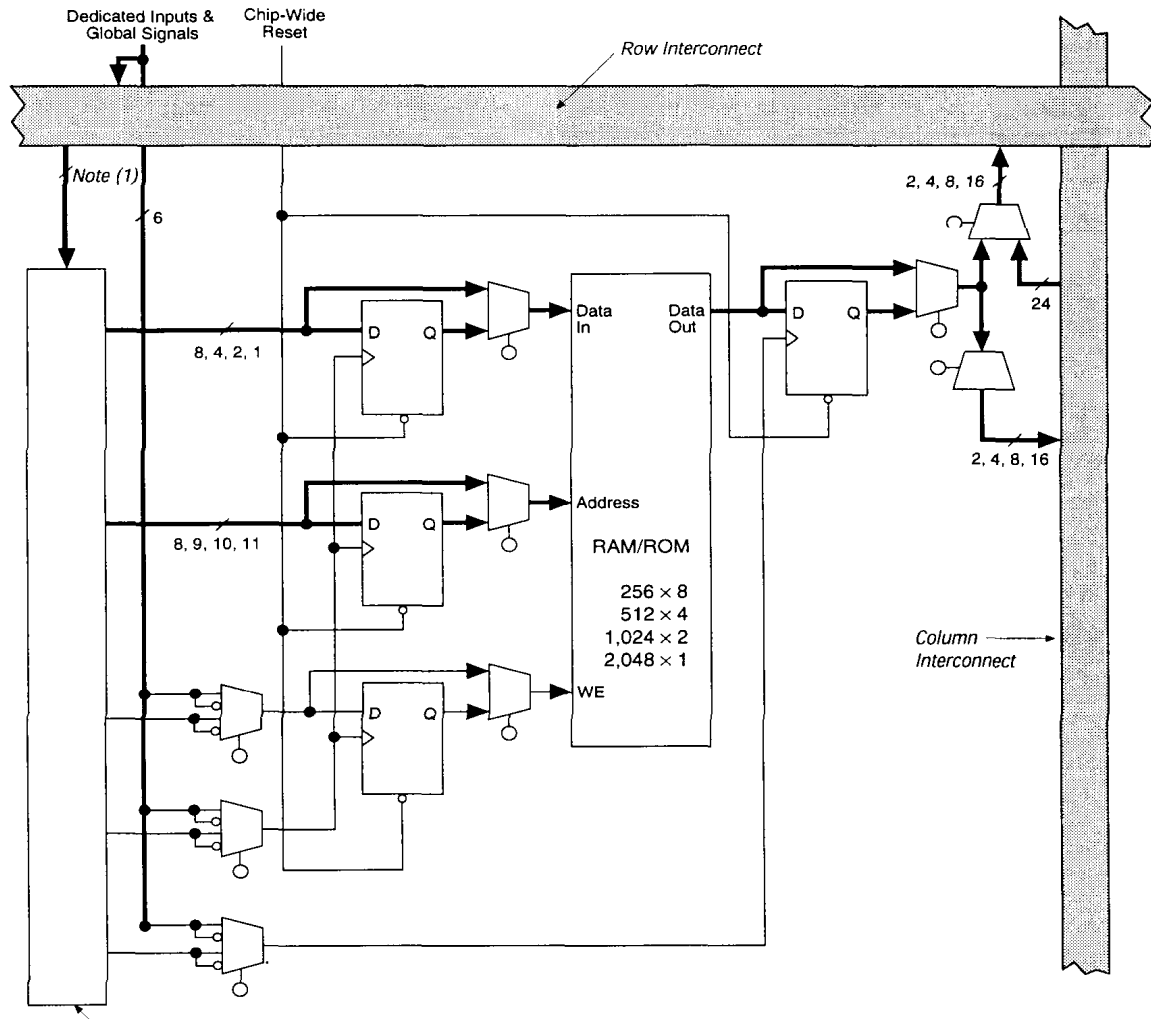 Dedicated Inputs &
Global Signals
Chip-Wide
Reset
Row Interconnect
Note (1)
6
2, 4, 8, 16
24
D Q
8, 4, 2, 1
Data
In
Data
Out
D Q
2, 4, 8, 16
D Q
8, 9, 10, 11
Address
RAM/ROM
256 × 8
512 × 4
1,024 × 2
2,048 × 1
Column
Interconnect
D Q
WE